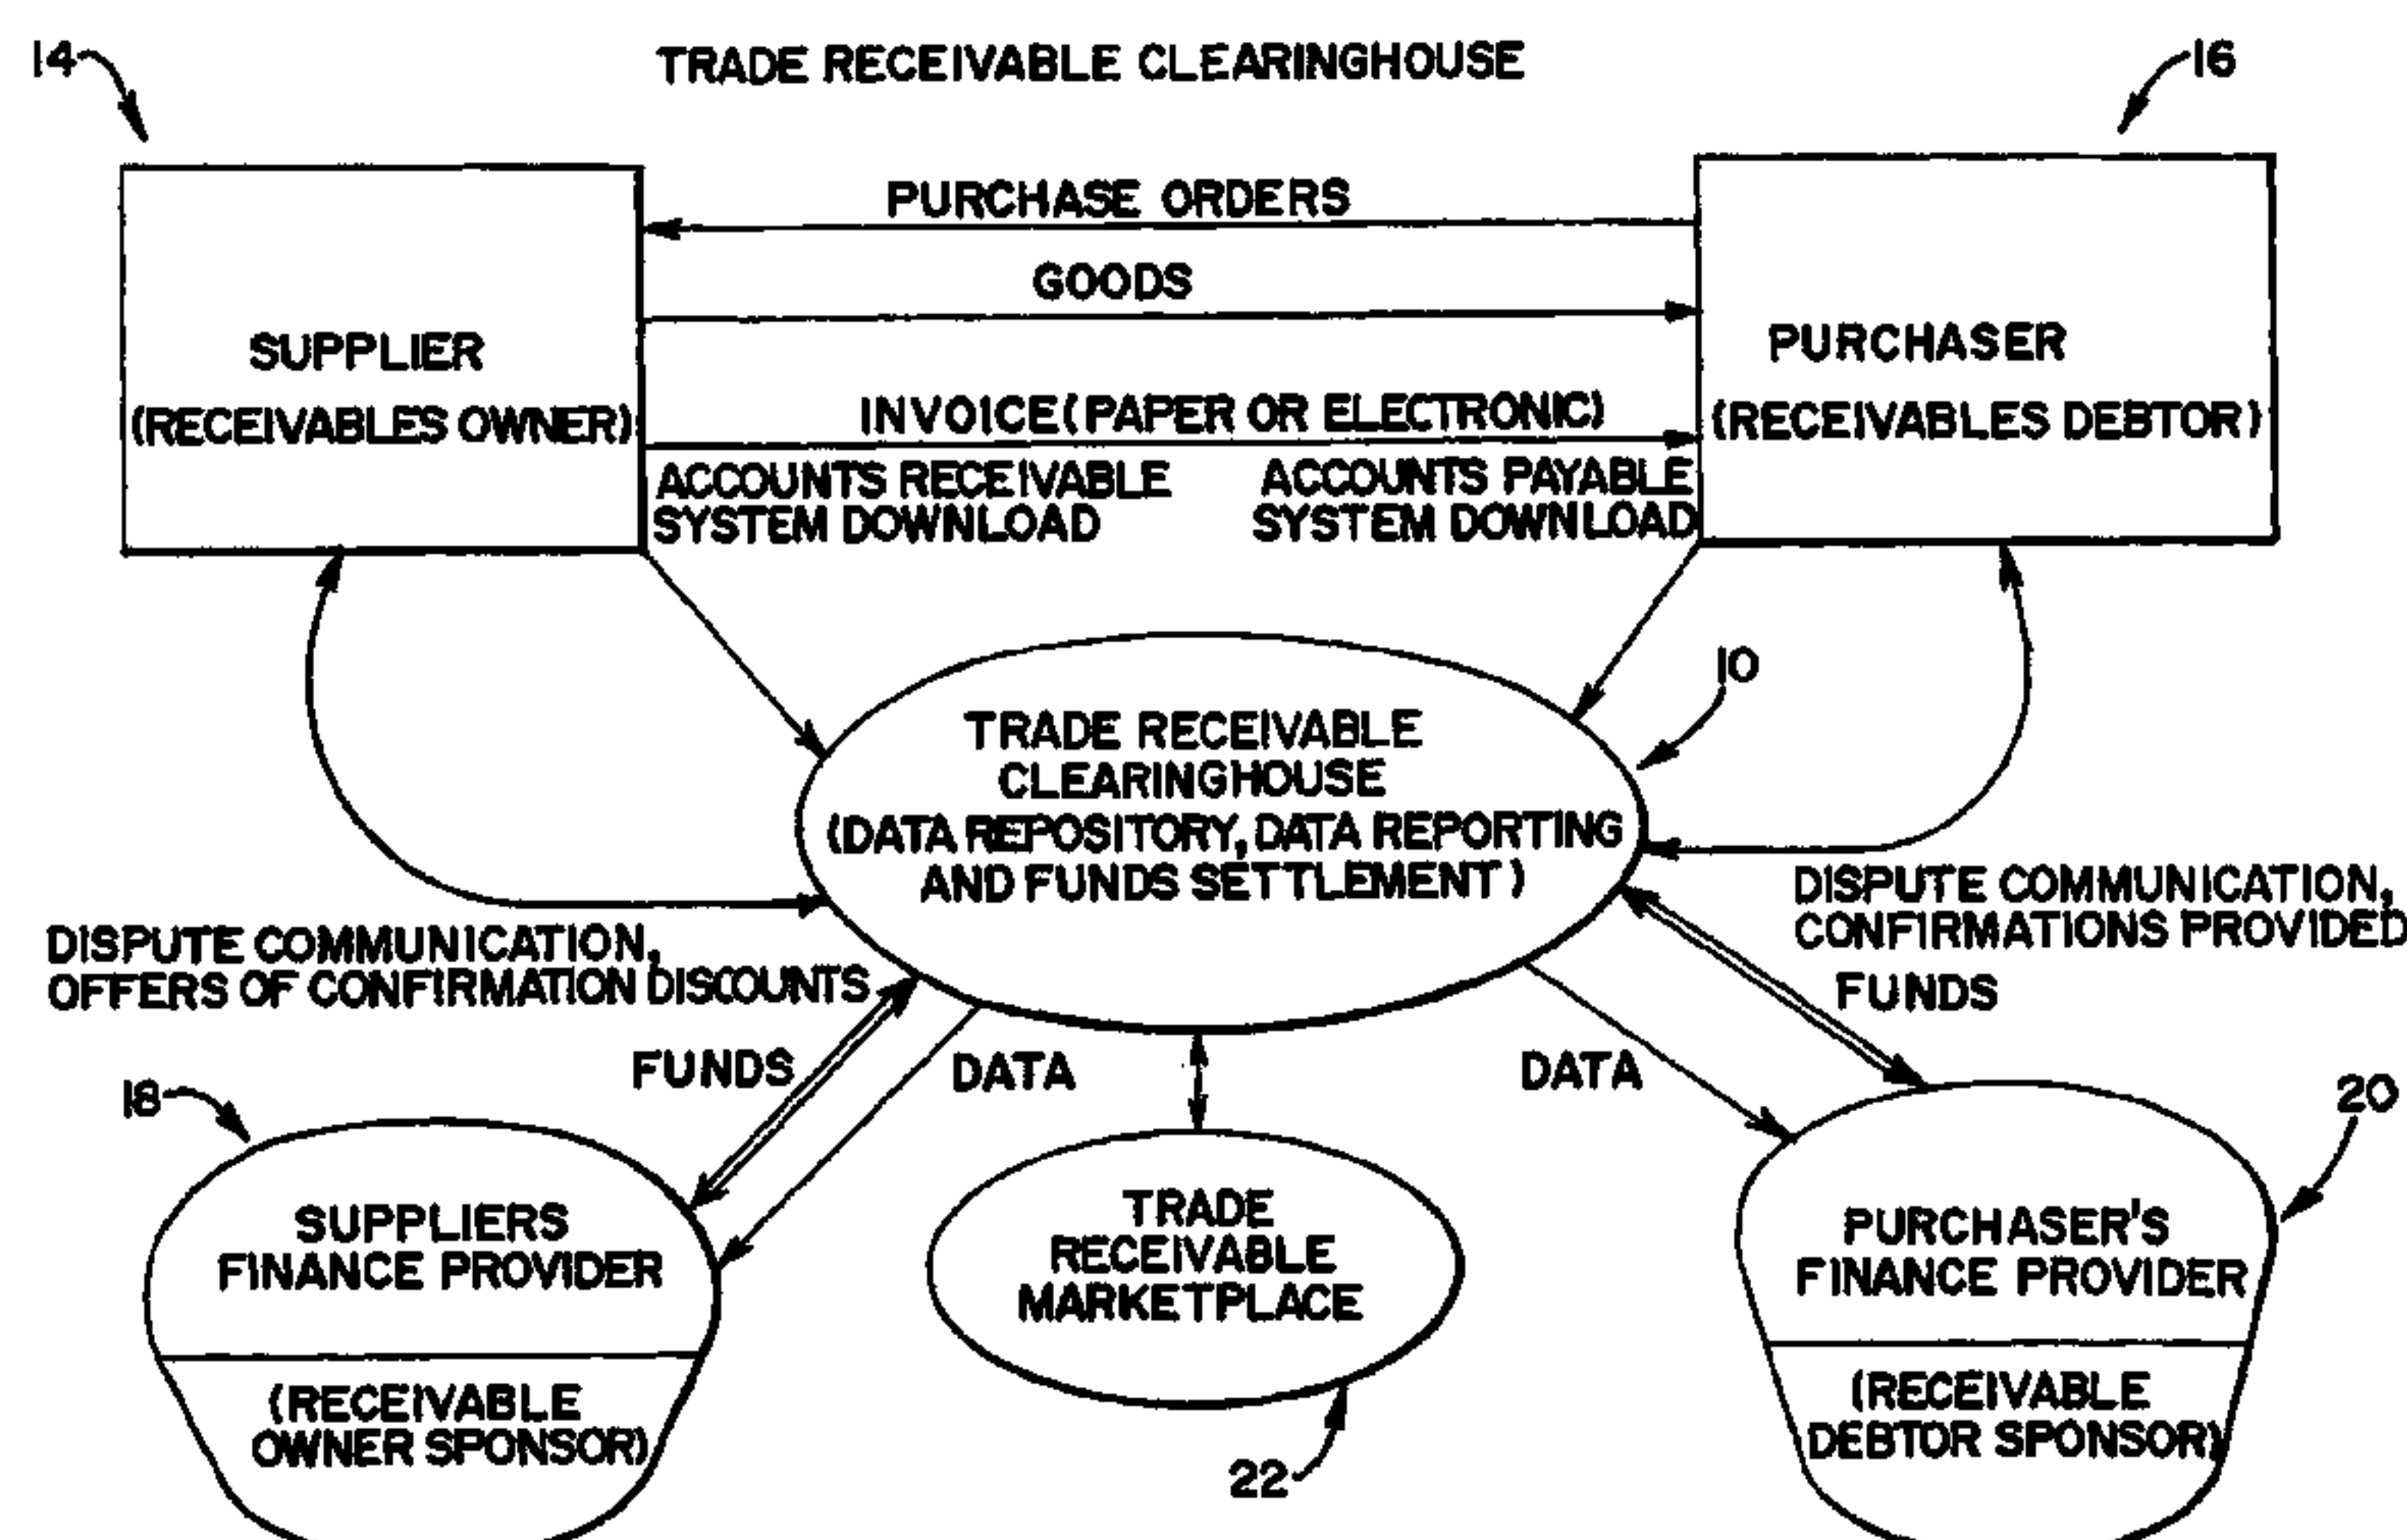 14
TRADE RECEIVABLE CLEARINGHOUSE
16
PURCHASE ORDERS
GOODS
SUPPLIER
(RECEIVABLES OWNER)
PURCHASER
(RECEIVABLES DEBTOR)
INVOICE(PAPER OR ELECTRONIC)
ACCOUNTS RECEIVABLE
SYSTEM DOWNLOAD
ACCOUNTS PAYABLE
SYSTEM DOWNLOAD
10
TRADE RECEIVABLE
CLEARINGHOUSE
(DATA REPOSITORY, DATA REPORTING
AND FUNDS SETTLEMENT)
DISPUTE COMMUNICATION,
OFFERS OF CONFIRMATION DISCOUNTS
DISPUTE COMMUNICATION,
CONFIRMATIONS PROVIDED
FUNDS
FUNDS
DATA
DATA
18
20
SUPPLIERS
FINANCE PROVIDER
(RECEIVABLE
OWNER SPONSOR)
TRADE
RECEIVABLE
MARKETPLACE
22
PURCHASER'S
FINANCE PROVIDER
(RECEIVABLE
DEBTOR SPONSOR)